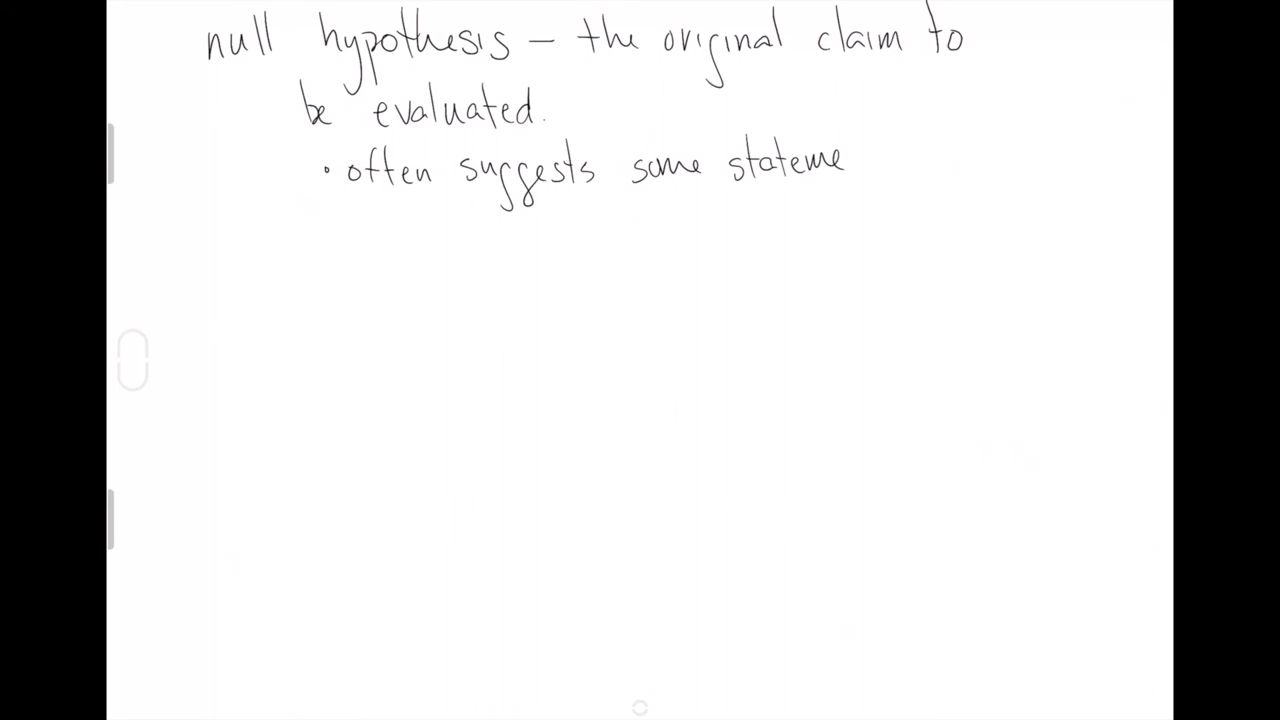 null hypothesis – the original claim to
be evaluated.
• often suggests some stateme